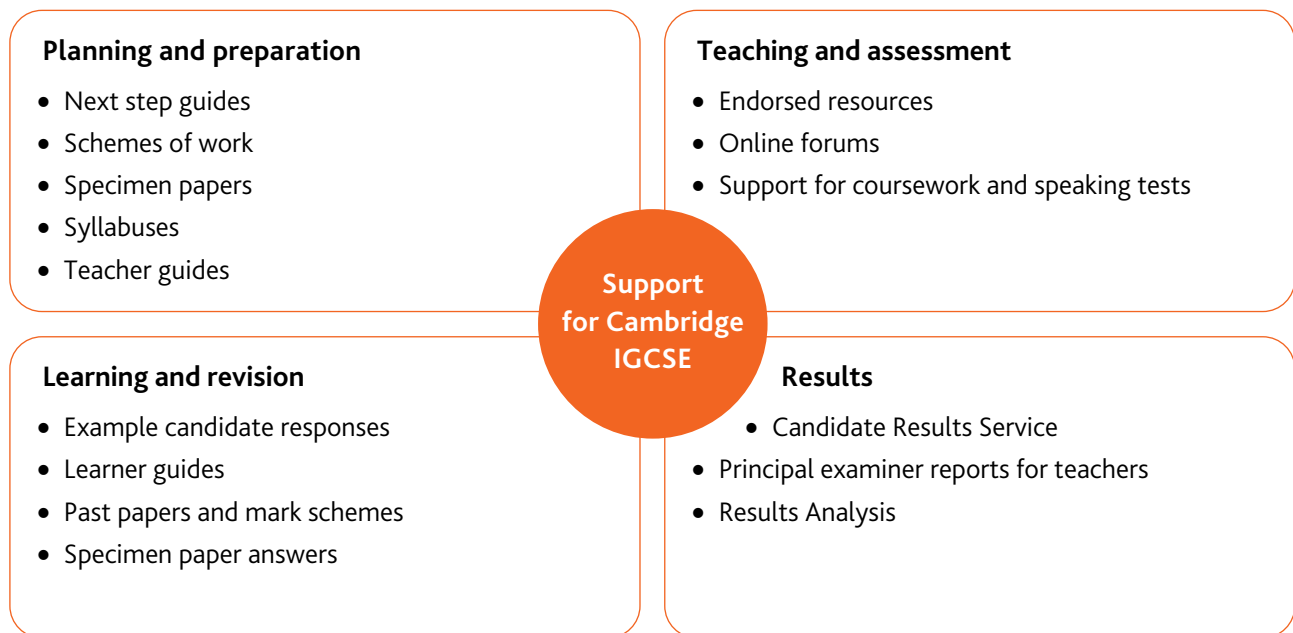 Planning and preparation
• Next step guides
• Schemes of work
• Specimen papers
• Syllabuses
• Teacher guides
Teaching and assessment
• Endorsed resources
• Online forums
• Support for coursework and speaking tests
Support
for Cambridge
IGCSE
Learning and revision
• Example candidate responses
• Learner guides
• Past papers and mark schemes
• Specimen paper answers
Results
• Candidate Results Service
• Principal examiner reports for teachers
• Results Analysis